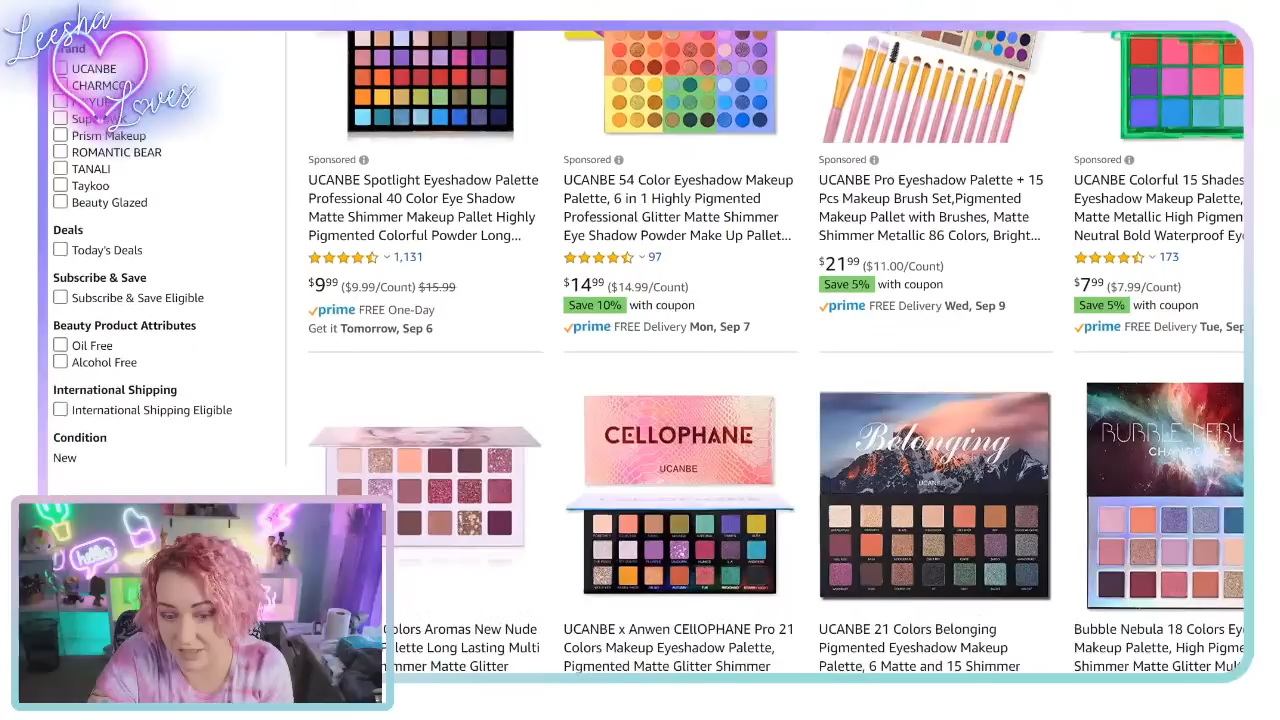 Leesha
Loves
Brand
UCANBE
CHARMCO
Prism Makeup
ROMANTIC BEAR
TANALI
Taykoo
Beauty Glazed
Deals
Today's Deals
Subscribe & Save
Subscribe & Save Eligible
Beauty Product Attributes
Oil Free
Alcohol Free
International Shipping
International Shipping Eligible
Condition
New
Sponsored
UCANBE Spotlight Eyeshadow Palette
Professional 40 Color Eye Shadow
Matte Shimmer Makeup Pallet Highly
Pigmented Colorful Powder Long...
1,131
$9.99 ($9.99/Count) $15.99
prime FREE One-Day
Get it Tomorrow, Sep 6
Sponsored
UCANBE 54 Color Eyeshadow Makeup
Palette, 6 in 1 Highly Pigmented
Professional Glitter Matte Shimmer
Eye Shadow Powder Make Up Pallet...
97
$14.99 ($14.99/Count)
Save 10% with coupon
prime FREE Delivery Mon, Sep 7
Sponsored
UCANBE Pro Eyeshadow Palette + 15
Pcs Makeup Brush Set,Pigmented
Makeup Pallet with Brushes, Matte
Shimmer Metallic 86 Colors, Bright...
$21.99 ($11.00/Count)
Save 5% with coupon
prime FREE Delivery Wed, Sep 9
Sponsored
UCANBE Colorful 15 Shades
Eyeshadow Makeup Palette,
Matte Metallic High Pigmen
Neutral Bold Waterproof Ey
173
$7.99 ($7.99/Count)
Save 5% with coupon
prime FREE Delivery Tue, Sep
hello
olors Aromas New Nude
alette Long Lasting Multi
immer Matte Glitter
CELLOPHANE
UCANBE
UCANBE x Anwen CEllOPHANE Pro 21
Colors Makeup Eyeshadow Palette,
Pigmented Matte Glitter Shimmer
Belonging
UCANBE
UCANBE 21 Colors Belonging
Pigmented Eyeshadow Makeup
Palette, 6 Matte and 15 Shimmer
BUBBLE NEBU
Bubble Nebula 18 Colors Ey
Makeup Palette, High Pigme
Shimmer Matte Glitter Mul